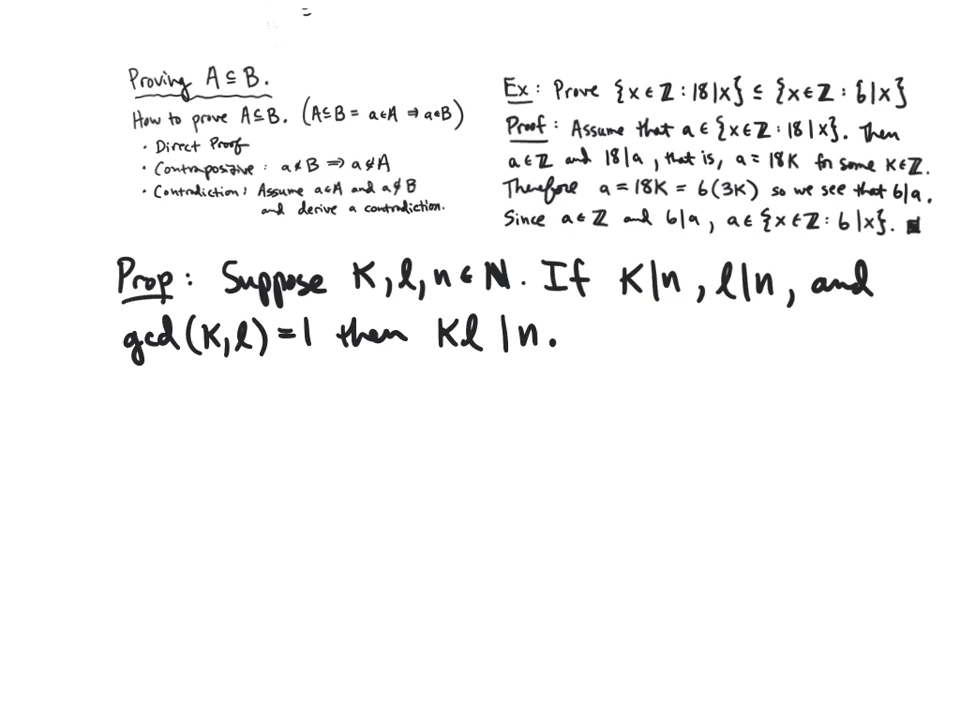 Proving A ⊆ B.
How to prove A⊆B. (A⊆B = a∈A ⇒ a∈B)
· Direct Proof
· Contrapositive : a∉B ⇒ a∉A
· Contradiction: Assume a∈A and a∉B
and derive a contradiction.
Ex: Prove {x∈ℤ : 18|x} ⊆ {x∈ℤ : 6|x}
Proof: Assume that a∈{x∈ℤ : 18|x}. Then
a∈ℤ and 18|a, that is, a = 18K for some K∈ℤ.
Therefore a = 18K = 6(3K) so we see that 6|a.
Since a∈ℤ and 6|a, a∈{x∈ℤ : 6|x}. ■
Prop: Suppose K, l, n ∈ ℕ. If K|n, l|n, and
gcd(K, l) = 1 then Kl | n.